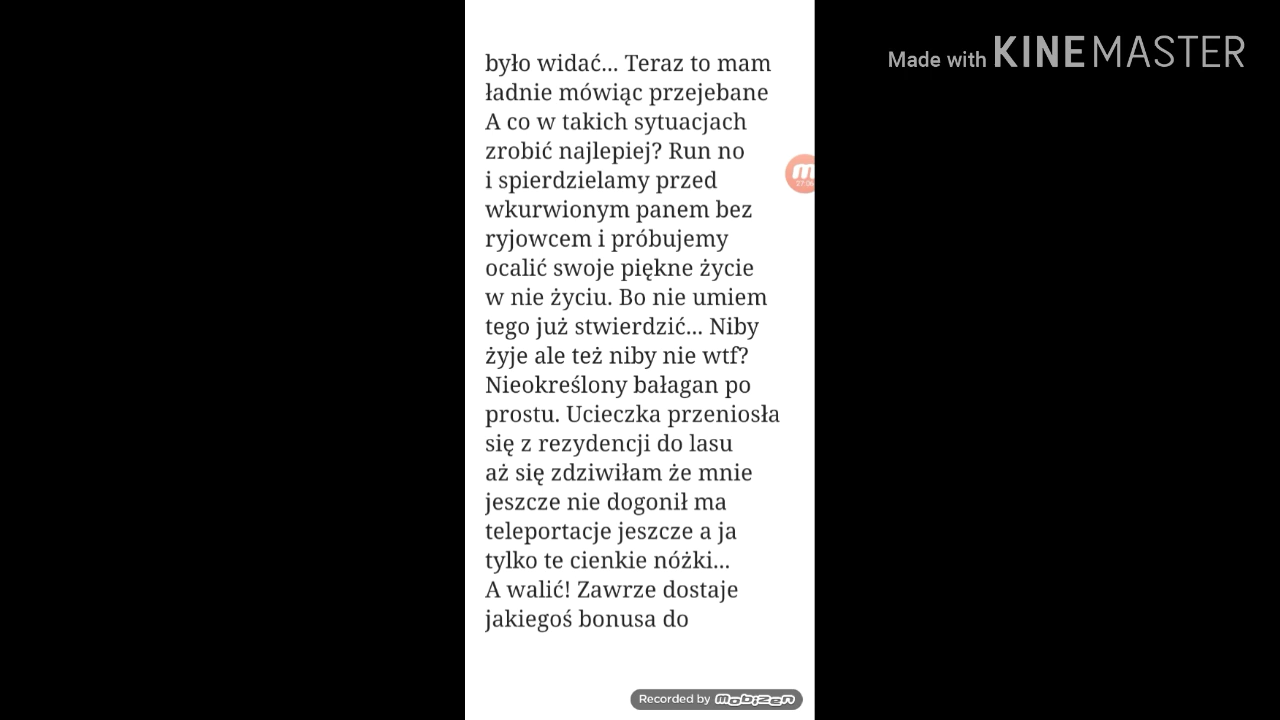 Made with KINEMASTER
było widać... Teraz to mam
ładnie mówiąc przejebane
A co w takich sytuacjach
zrobić najlepiej? Run no
i spierdzielamy przed
wkurwionym panem bez
ryjowcem i próbujemy
ocalić swoje piękne życie
w nie życiu. Bo nie umiem
tego już stwierdzić... Niby
żyje ale też niby nie wtf?
Nieokreślony bałagan po
prostu. Ucieczka przeniosła
się z rezydencji do lasu
aż się zdziwiłam że mnie
jeszcze nie dogonił ma
teleportacje jeszcze a ja
tylko te cienkie nóżki...
A walić! Zawrze dostaje
jakiegoś bonusa do
Recorded by mobizen